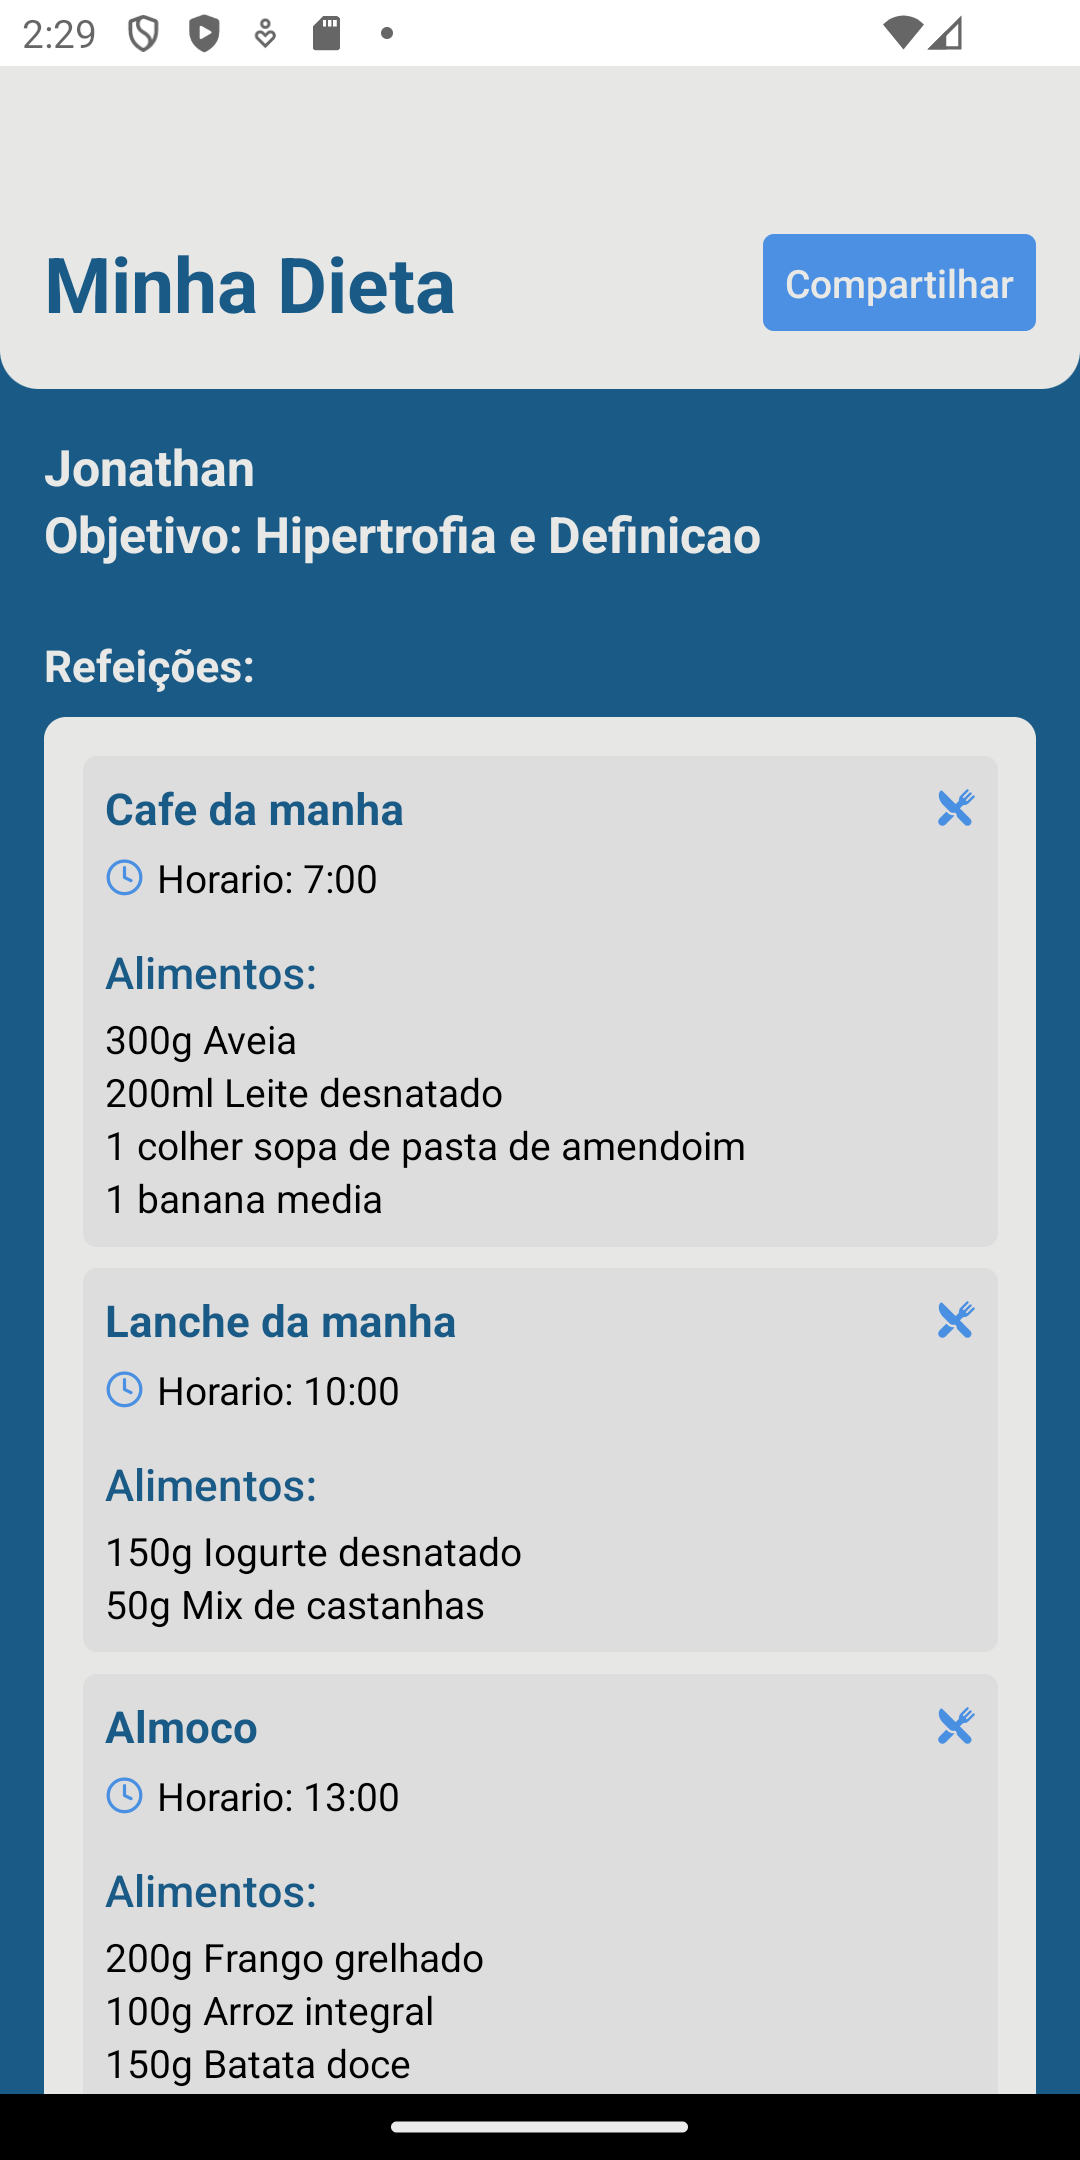 2:29
Minha Dieta
Compartilhar
Jonathan
Objetivo: Hipertrofia e Definicao
Refeições:
Cafe da manha
Horario: 7:00
Alimentos:
300g Aveia
200ml Leite desnatado
1 colher sopa de pasta de amendoim
1 banana media
Lanche da manha
Horario: 10:00
Alimentos:
150g Iogurte desnatado
50g Mix de castanhas
Almoco
Horario: 13:00
Alimentos:
200g Frango grelhado
100g Arroz integral
150g Batata doce